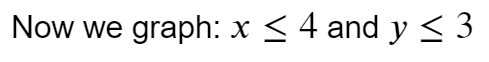 Now we graph: x ≤ 4 and y ≤ 3